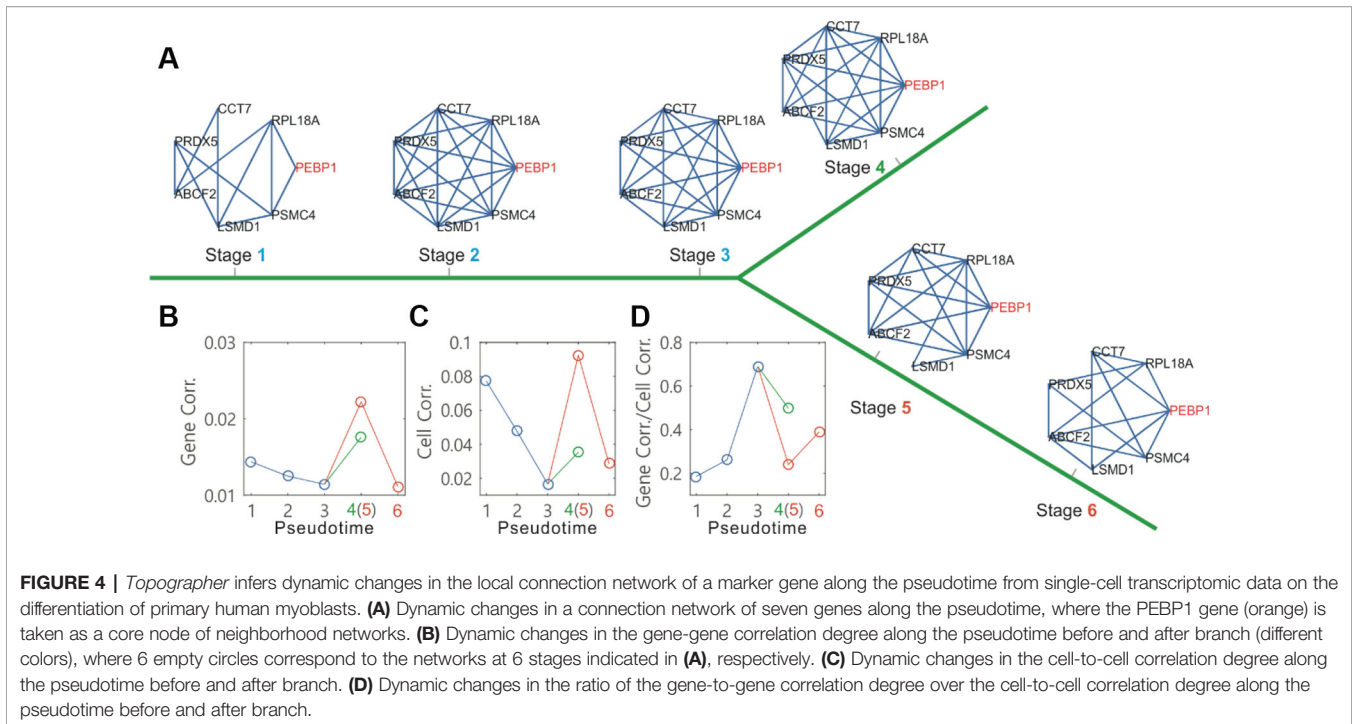 A
CCT7
RPL18A
PRDX5
PEBP1
ABCF2
PSMC4
LSMD1
Stage 1
CCT7
RPL18A
PRDX5
PEBP1
ABCF2
PSMC4
LSMD1
Stage 2
CCT7
RPL18A
PRDX5
PEBP1
ABCF2
PSMC4
LSMD1
Stage 3
CCT7
RPL18A
PRDX5
PEBP1
ABCF2
PSMC4
LSMD1
Stage 4
CCT7
RPL18A
PRDX5
PEBP1
ABCF2
PSMC4
LSMD1
Stage 5
CCT7
RPL18A
PRDX5
PEBP1
ABCF2
PSMC4
LSMD1
Stage 6
B
Gene Corr.
0.03
0.02
0.01
1 2 3 4(5) 6
Pseudotime
C
Cell Corr.
0.1
0.08
0.06
0.04
0.02
1 2 3 4(5) 6
Pseudotime
D
Gene Corr/Cell Corr.
0.8
0.6
0.4
0.2
1 2 3 4(5) 6
Pseudotime
FIGURE 4 | Topographer infers dynamic changes in the local connection network of a marker gene along the pseudotime from single-cell transcriptomic data on the
differentiation of primary human myoblasts. (A) Dynamic changes in a connection network of seven genes along the pseudotime, where the PEBP1 gene (orange) is
taken as a core node of neighborhood networks. (B) Dynamic changes in the gene-gene correlation degree along the pseudotime before and after branch (different
colors), where 6 empty circles correspond to the networks at 6 stages indicated in (A), respectively. (C) Dynamic changes in the cell-to-cell correlation degree along
the pseudotime before and after branch. (D) Dynamic changes in the ratio of the gene-to-gene correlation degree over the cell-to-cell correlation degree along the
pseudotime before and after branch.